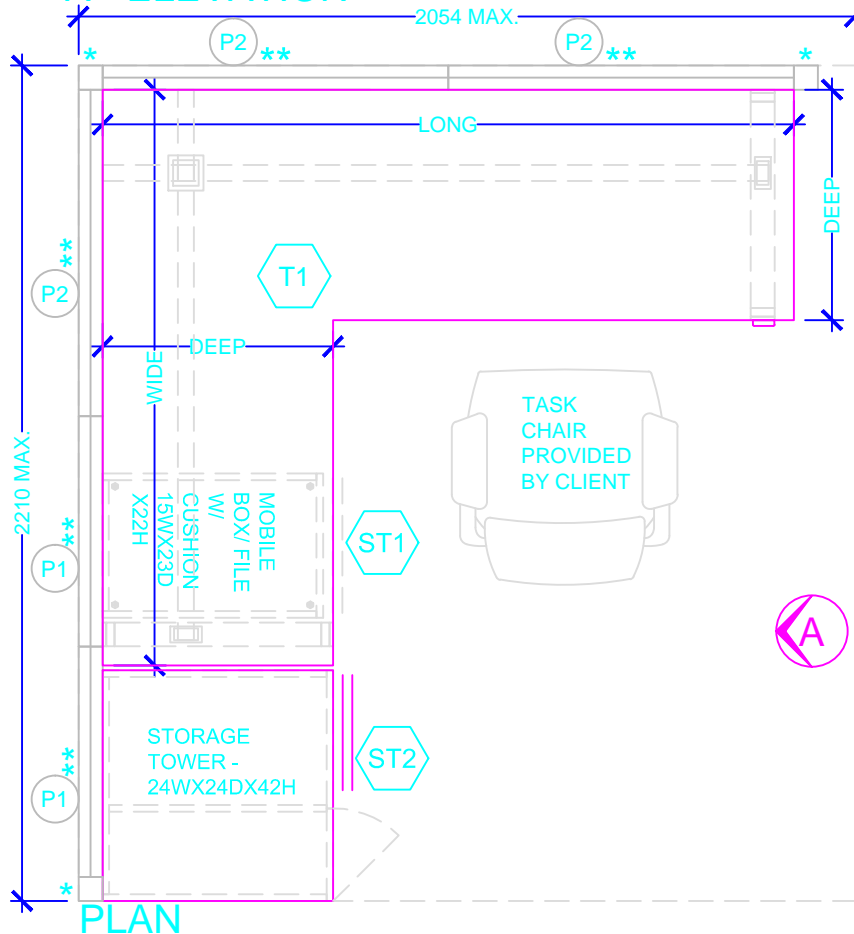 2054 MAX.
* P2 ** P2 ** *
LONG
DEEP
T1
**
P2
DEEP
WIDE
2210 MAX.
TASK
CHAIR
PROVIDED
BY CLIENT
MOBILE
BOX/ FILE
W/
CUSHION
15WX23D
X22H
ST1
**
P1
A
STORAGE
TOWER -
24WX24DX42H
ST2
**
P1
*
PLAN